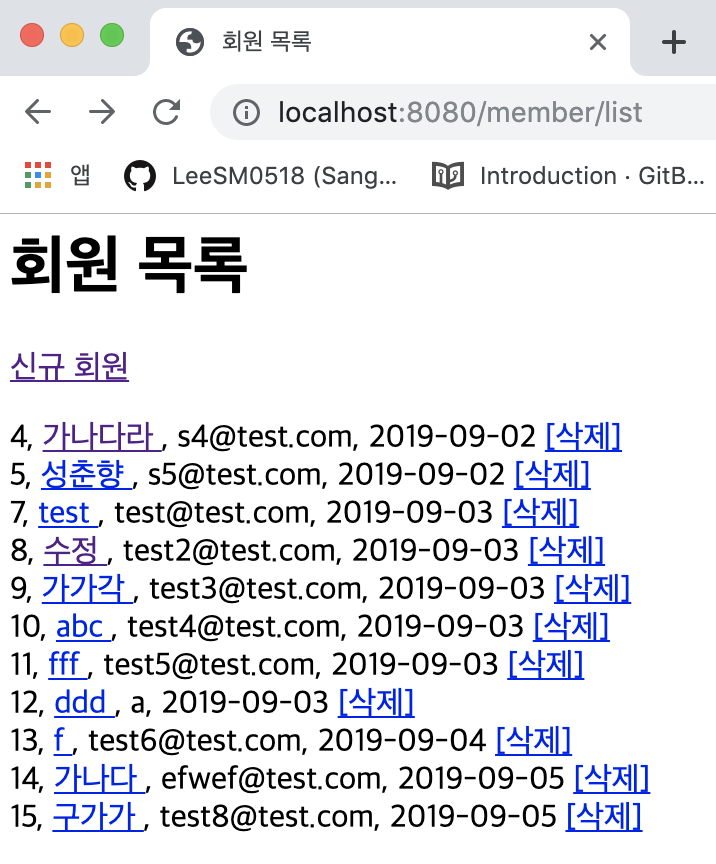 회원 목록
localhost:8080/member/list
앱 LeeSM0518 (Sang... Introduction · GitB...
회원 목록
신규 회원
4, 가나다라 , s4@test.com, 2019-09-02 [삭제]
5, 성춘향 , s5@test.com, 2019-09-02 [삭제]
7, test , test@test.com, 2019-09-03 [삭제]
8, 수정 , test2@test.com, 2019-09-03 [삭제]
9, 가가각 , test3@test.com, 2019-09-03 [삭제]
10, abc , test4@test.com, 2019-09-03 [삭제]
11, fff , test5@test.com, 2019-09-03 [삭제]
12, ddd , a, 2019-09-03 [삭제]
13, f , test6@test.com, 2019-09-04 [삭제]
14, 가나다 , efwef@test.com, 2019-09-05 [삭제]
15, 구가가 , test8@test.com, 2019-09-05 [삭제]